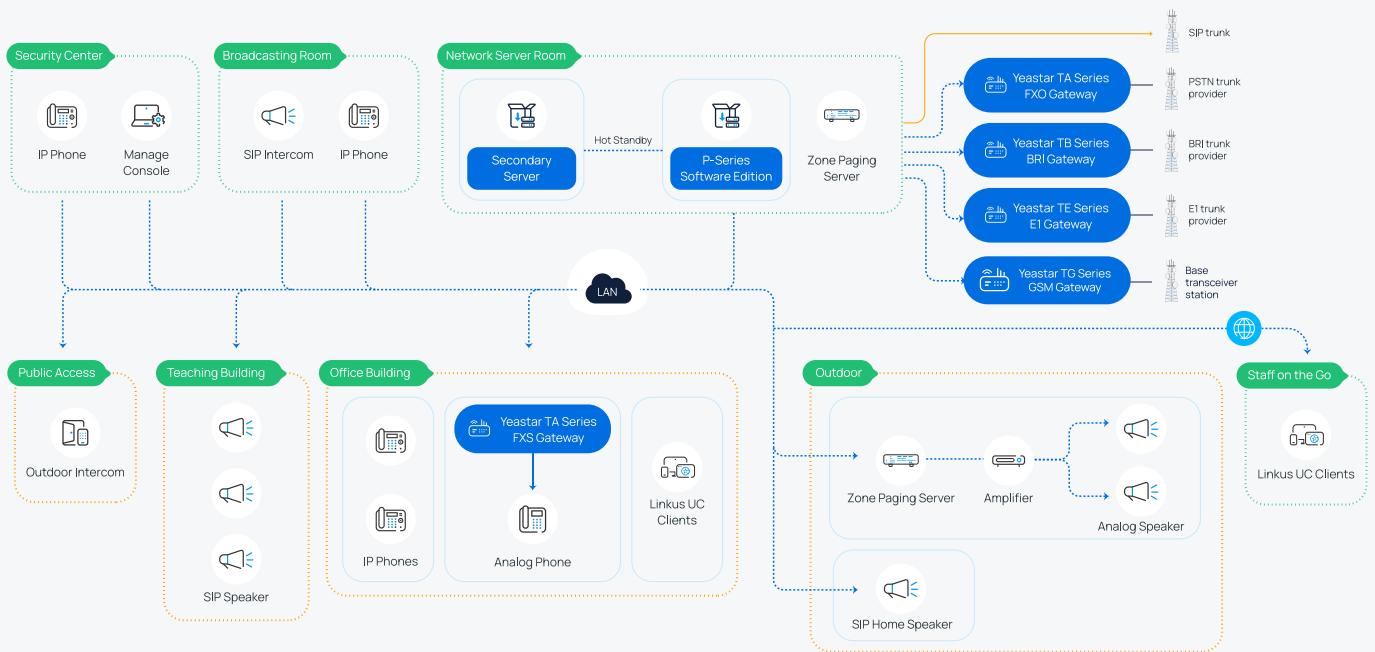 Security Center
IP Phone
Manage
Console
Broadcasting Room
SIP Intercom
IP Phone
Network Server Room
Secondary
Server
Hot Standby
P-Series
Software Edition
Zone Paging
Server
SIP trunk
Yeastar TA Series
FXO Gateway
PSTN trunk
provider
Yeastar TB Series
BRI Gateway
BRI trunk
provider
Yeastar TE Series
E1 Gateway
E1 trunk
provider
Yeastar TG Series
GSM Gateway
Base
transceiver
station
LAN
Public Access
Outdoor Intercom
Teaching Building
SIP Speaker
Office Building
IP Phones
Yeastar TA Series
FXS Gateway
Analog Phone
Linkus UC
Clients
Outdoor
Zone Paging Server
Amplifier
Analog Speaker
SIP Home Speaker
Staff on the Go
Linkus UC Clients